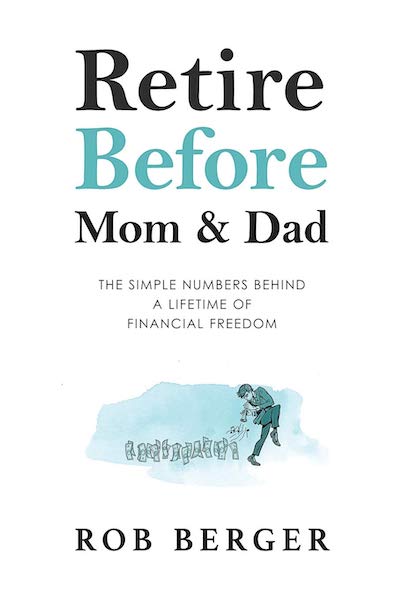 Retire
Before
Mom & Dad
THE SIMPLE NUMBERS BEHIND
A LIFETIME OF
FINANCIAL FREEDOM
ROB BERGER